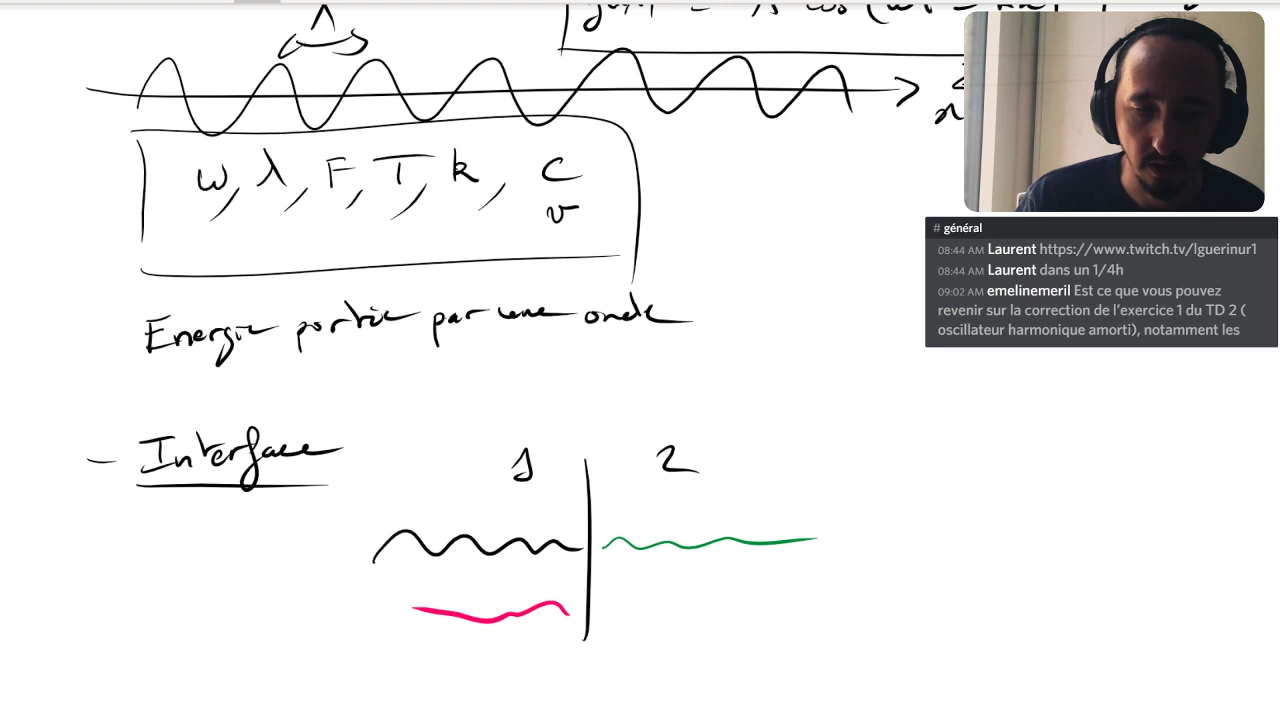 λ
ω, λ, F, T, k, C
v
x
Energie portée par une onde
- Interface
1 2
# général
08:44 AM Laurent https://www.twitch.tv/lguerinur1
08:44 AM Laurent dans un 1/4h
09:02 AM emelinemeril Est ce que vous pouvez
revenir sur la correction de l'exercice 1 du TD 2 (
oscillateur harmonique amorti), notamment les